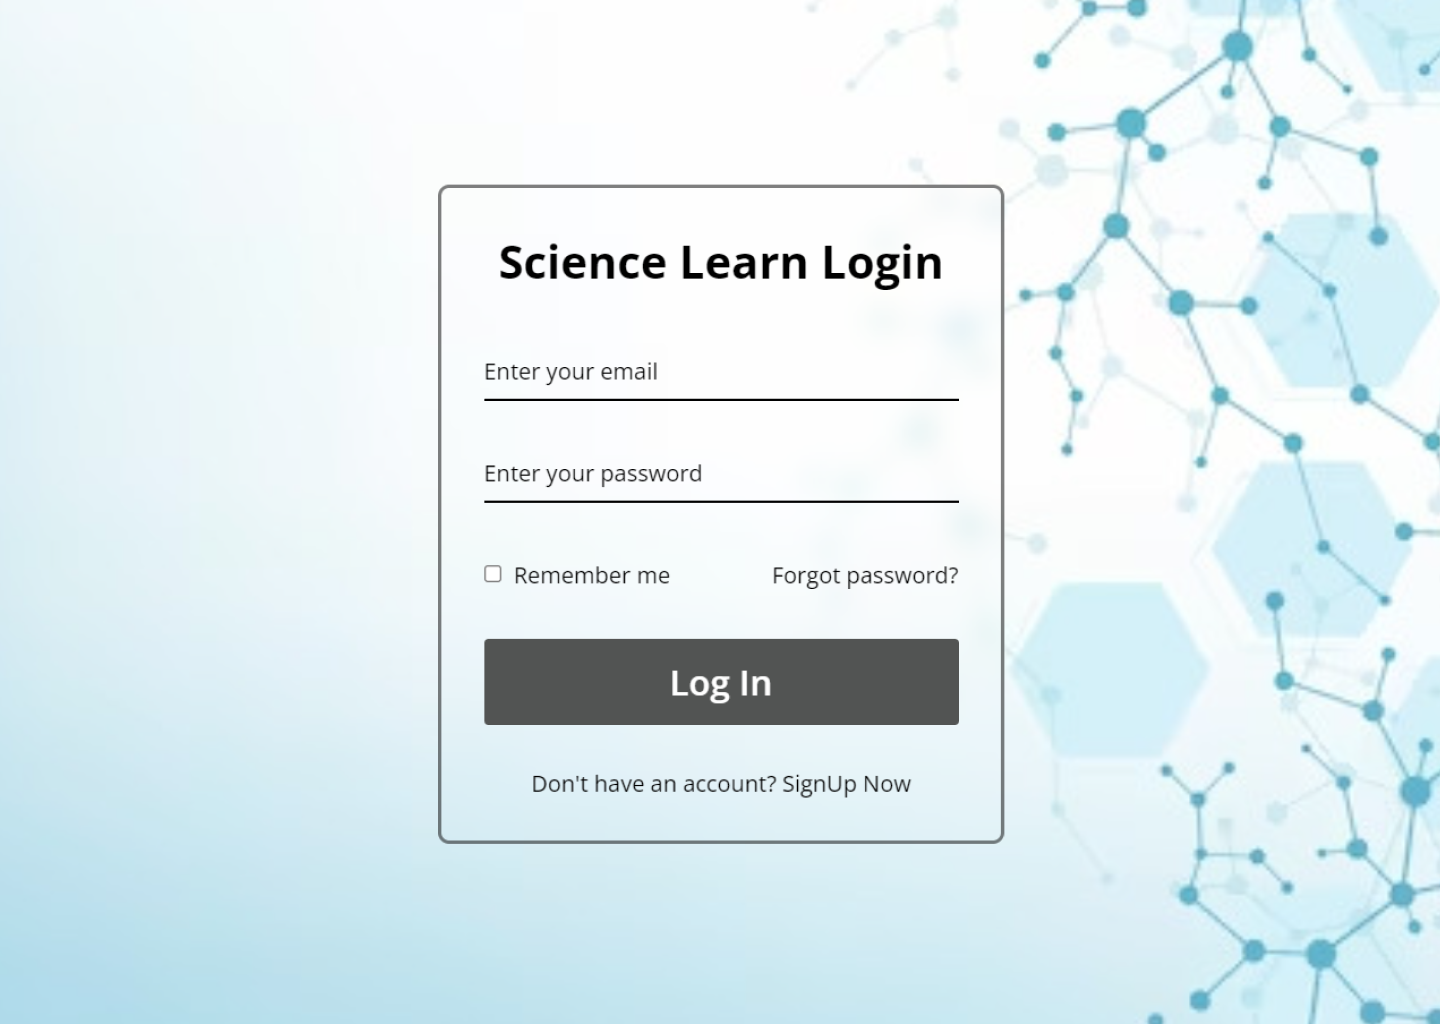 Science Learn Login
Enter your email
Enter your password
Remember me Forgot password?
Log In
Don't have an account? SignUp Now